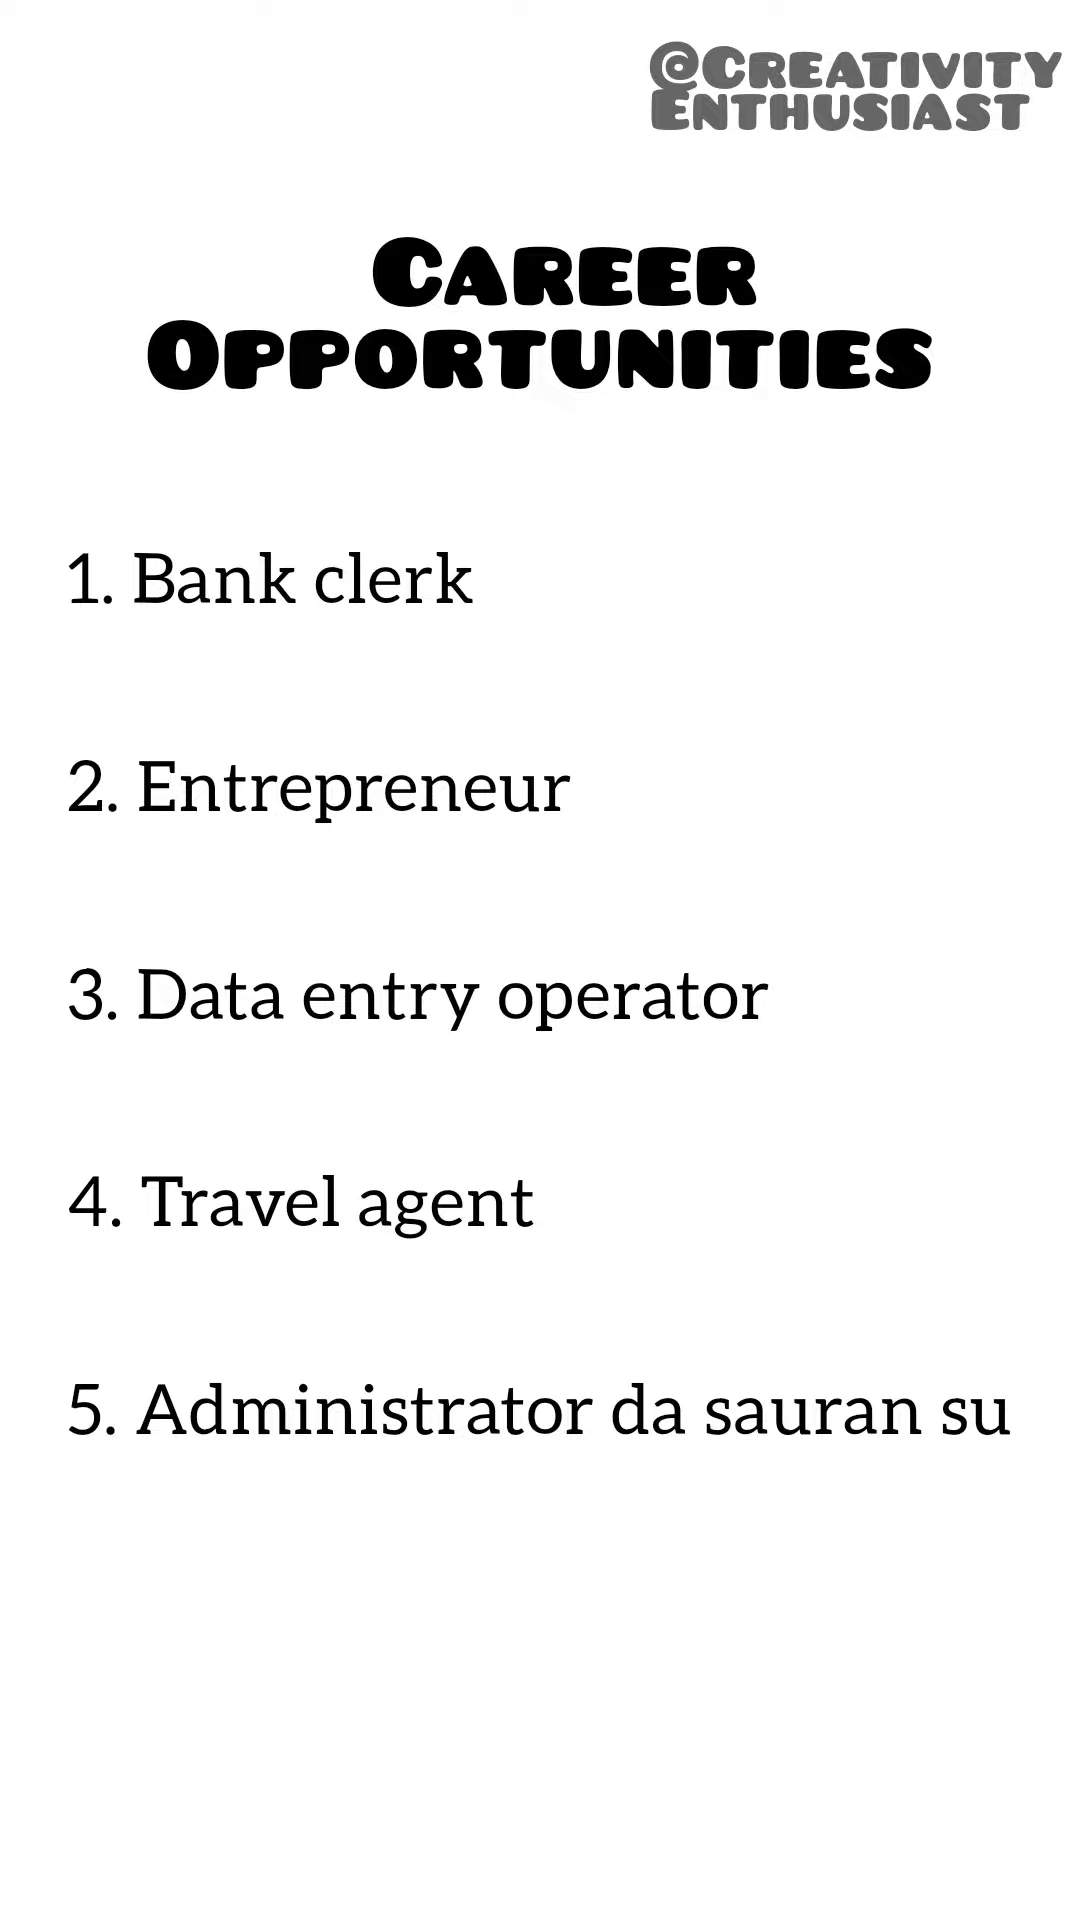 @Creativity
Enthusiast
Career
Opportunities
1. Bank clerk
2. Entrepreneur
3. Data entry operator
4. Travel agent
5. Administrator da sauran su